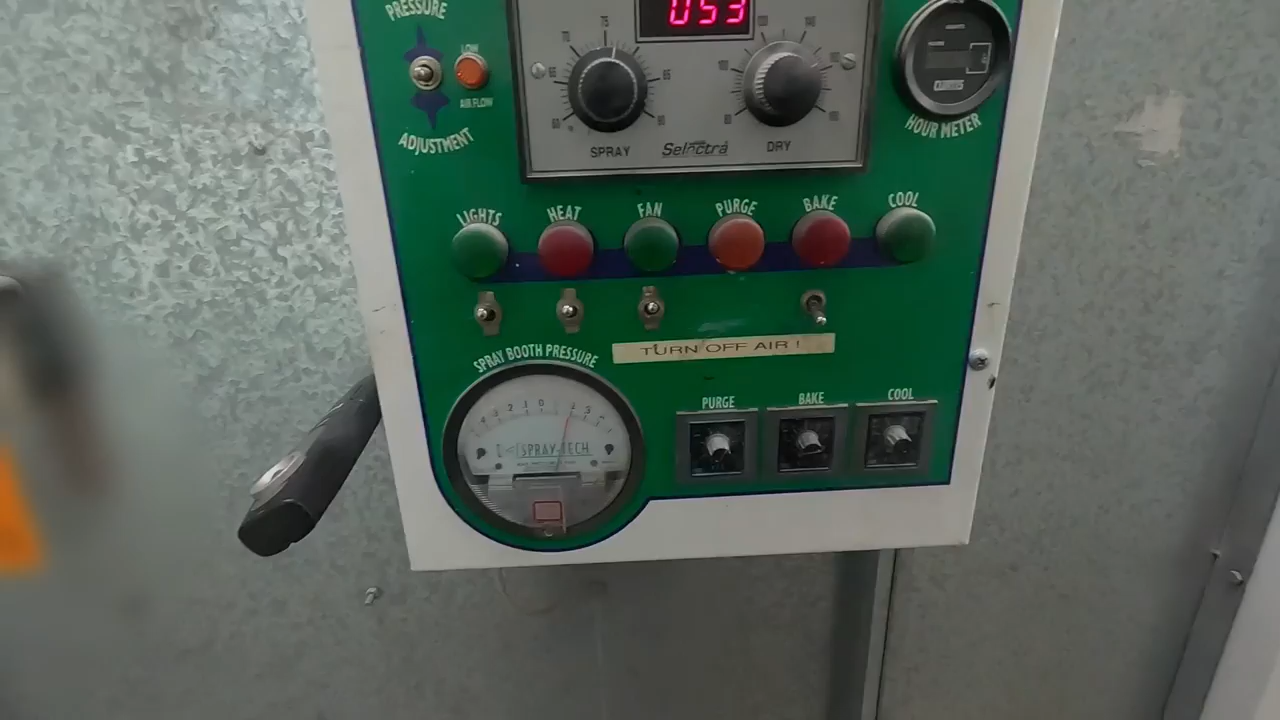 PRESSURE
LOW
AIR FLOW
ADJUSTMENT
053
SPRAY
Selectra
DRY
HOUR METER
LIGHTS
HEAT
FAN
PURGE
BAKE
COOL
TURN OFF AIR !
SPRAY BOOTH PRESSURE
SPRAY-TECH
PURGE
BAKE
COOL